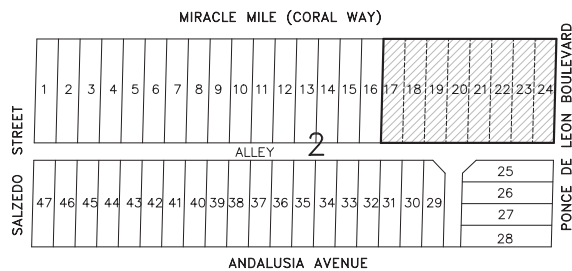 MIRACLE MILE (CORAL WAY)
1 2 3 4 5 6 7 8 9 10 11 12 13 14 15 16 17 18 19 20 21 22 23 24
SALZEDO STREET
PONCE DE LEON BOULEVARD
ALLEY 2
47 46 45 44 43 42 41 40 39 38 37 36 35 34 33 32 31 30 29
25
26
27
28
ANDALUSIA AVENUE